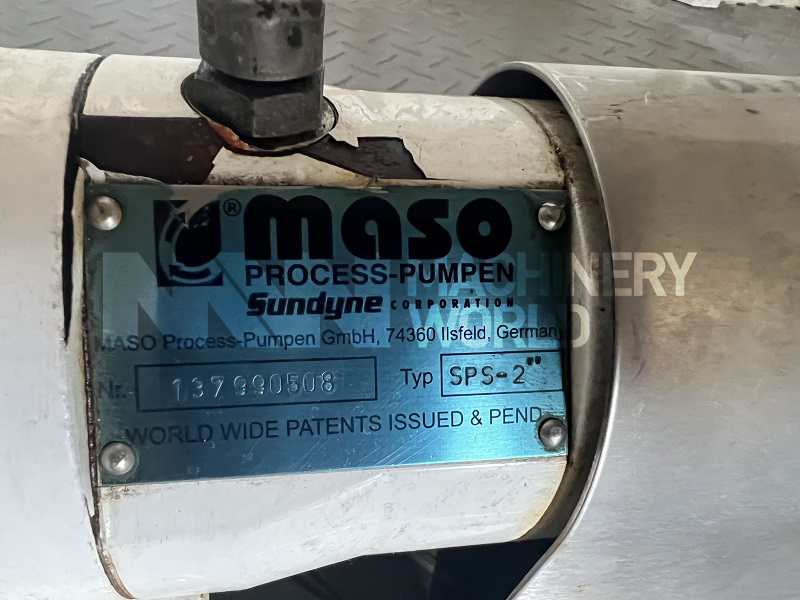 ® maso
PROCESS-PUMPEN
Sundyne CORPORATION
MACHINERY
WORLD
MASO Process-Pumpen GmbH, 74360 Ilsfeld, Germany
Nr. 137990508 Typ SPS-2"
WORLD WIDE PATENTS ISSUED & PEND.